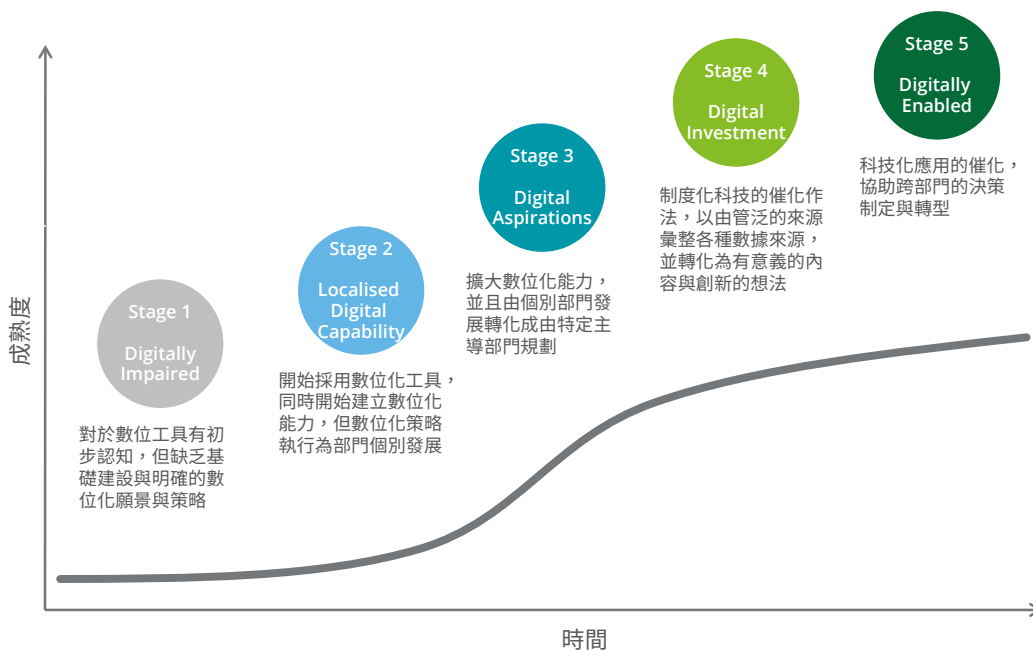 成熟度
Stage 1
Digitally
Impaired
對於數位工具有初
步認知，但缺乏基
礎建設與明確的數
位化願景與策略
Stage 2
Localised
Digital
Capability
開始採用數位化工具，
同時開始建立數位化
能力，但數位化策略
執行為部門個別發展
Stage 3
Digital
Aspirations
擴大數位化能力，
並且由個別部門發
展轉化成由特定主
導部門規劃
Stage 4
Digital
Investment
制度化科技的催化作
法，以由管泛的來源
彙整各種數據來源，
並轉化為有意義的內
容與創新的想法
Stage 5
Digitally
Enabled
科技化應用的催化，
協助跨部門的決策
制定與轉型
時間